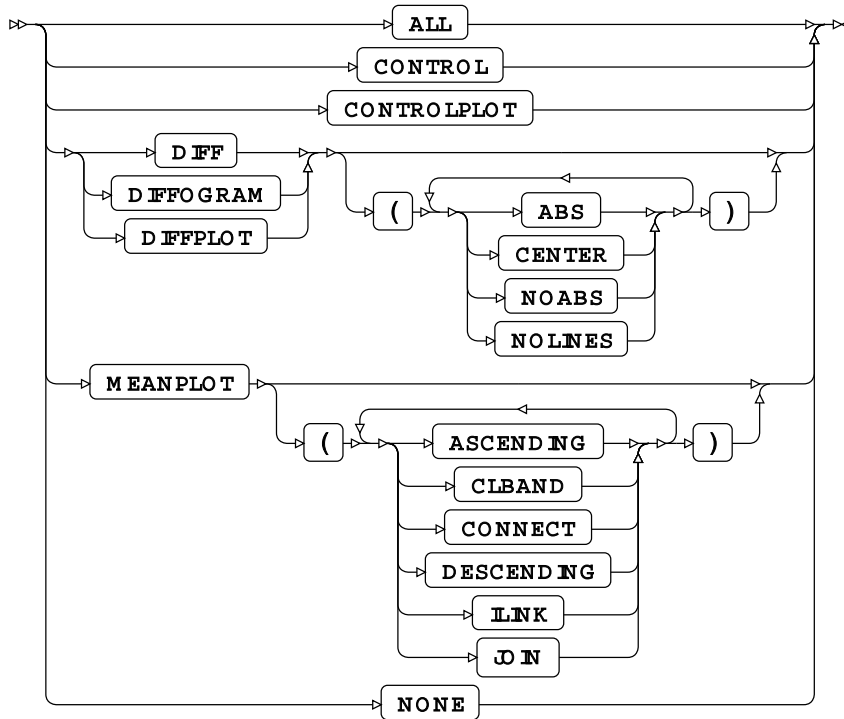 ALL
CONTROL
CONTROLPLOT
DIFF
DIFFOGRAM
DIFFPLOT
( ABS )
CENTER
NOABS
NOLINES
MEANPLOT
( ASCENDING )
CLBAND
CONNECT
DESCENDING
ILINK
JOIN
NONE